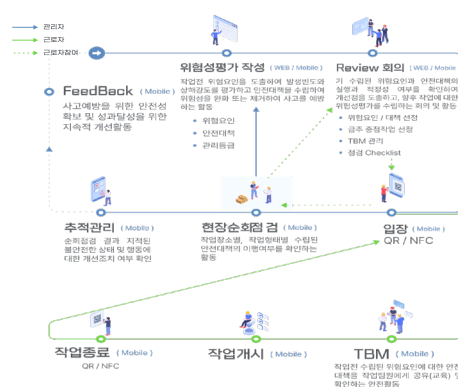 관리자
근로자
근로자참여
위험성평가 작성 ( WEB / Mobile )
작업전 위험요인을 도출하여 발생빈도와
상해강도를 평가하고 안전대책을 수립하여
위험성을 완화 또는 제거하여 사고를 예방
하는 활동
• 위험요인
• 안전대책
• 관리등급
Review 회의 ( WEB / Mobile
기 수립된 위험요인과 안전대책의
실행과 적정성 여부를 확인하여
개선점을 도출하고, 향후 작업에 대한
위험성평가를 수립하는 회의 및 활동
• 위험요인 / 대책 선정
• 금주 중점작업 선정
• TBM 관리
• 점검 Checklist
FeedBack ( Mobile )
사고예방을 위한 안전성
확보 및 성과달성을 위한
지속적 개선활동
추적관리 ( Mobile )
순회점검 결과 지적된
불안전한 상태 및 행동에
대한 개선조치 여부 확인
현장순회점검 ( Mobile )
작업장소별, 작업형태별 수립된
안전대책의 이행여부를 확인하는
활동
입장 ( Mobile )
QR / NFC
작업종료 ( Mobile )
QR / NFC
작업개시 ( Mobile )
TBM ( Mobile )
작업전 수립된 위험요인에 대한 안전
대책을 작업팀원에게 공유(교육) 및
확인하는 안전활동